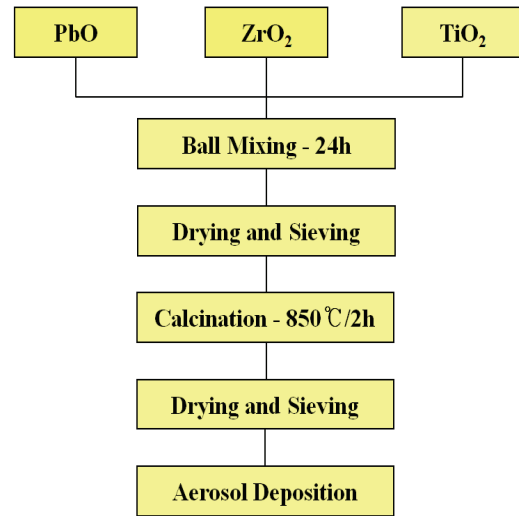 PbO
ZrO₂
TiO₂
Ball Mixing - 24h
Drying and Sieving
Calcination - 850℃/2h
Drying and Sieving
Aerosol Deposition